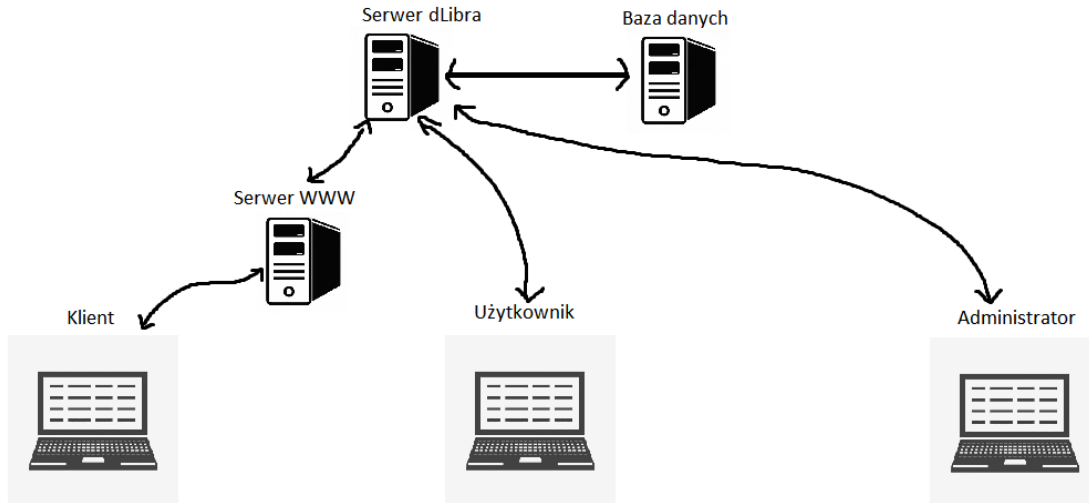 Serwer dLibra
Baza danych
Serwer WWW
Klient
Użytkownik
Administrator